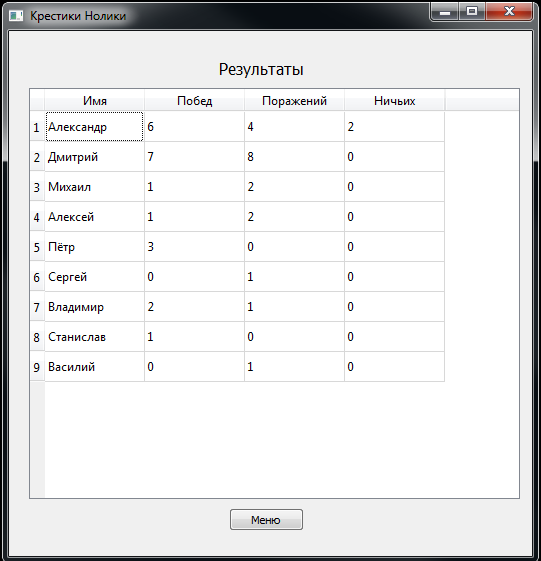 Крестики Нолики
Результаты
Имя Побед Поражений Ничьих
1 Александр 6 4 2
2 Дмитрий 7 8 0
3 Михаил 1 2 0
4 Алексей 1 2 0
5 Пётр 3 0 0
6 Сергей 0 1 0
7 Владимир 2 1 0
8 Станислав 1 0 0
9 Василий 0 1 0
Меню